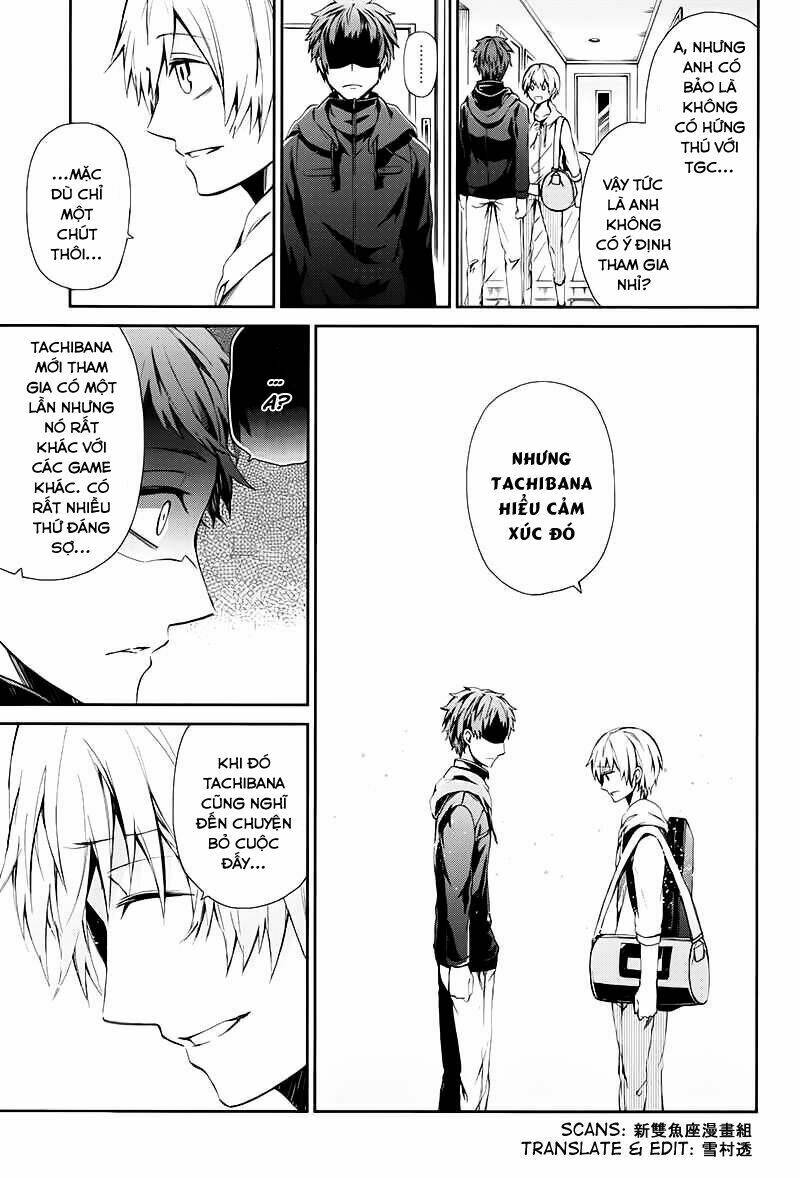 A, NHƯNG
ANH CÓ
BẢO LÀ
KHÔNG
CÓ HỨNG
THÚ VỚI
TGC...
VẬY TỨC
LÀ ANH
KHÔNG
CÓ Ý ĐỊNH
THAM GIA
NHỈ?
........
...MẶC
DÙ CHỈ
MỘT
CHÚT
THÔI...
NHƯNG
TACHIBANA
HIỂU CẢM
XÚC ĐÓ
...
A?
TACHIBANA
MỚI THAM
GIA CÓ MỘT
LẦN NHƯNG
NÓ RẤT
KHÁC VỚI
CÁC GAME
KHÁC. CÓ
RẤT NHIỀU
THỨ ĐÁNG
SỢ...
KHI ĐÓ
TACHIBANA
CŨNG NGHĨ
ĐẾN CHUYỆN
BỎ CUỘC
ĐẤY...
SCANS: 新雙魚座漫畫組
TRANSLATE & EDIT: 雪村透